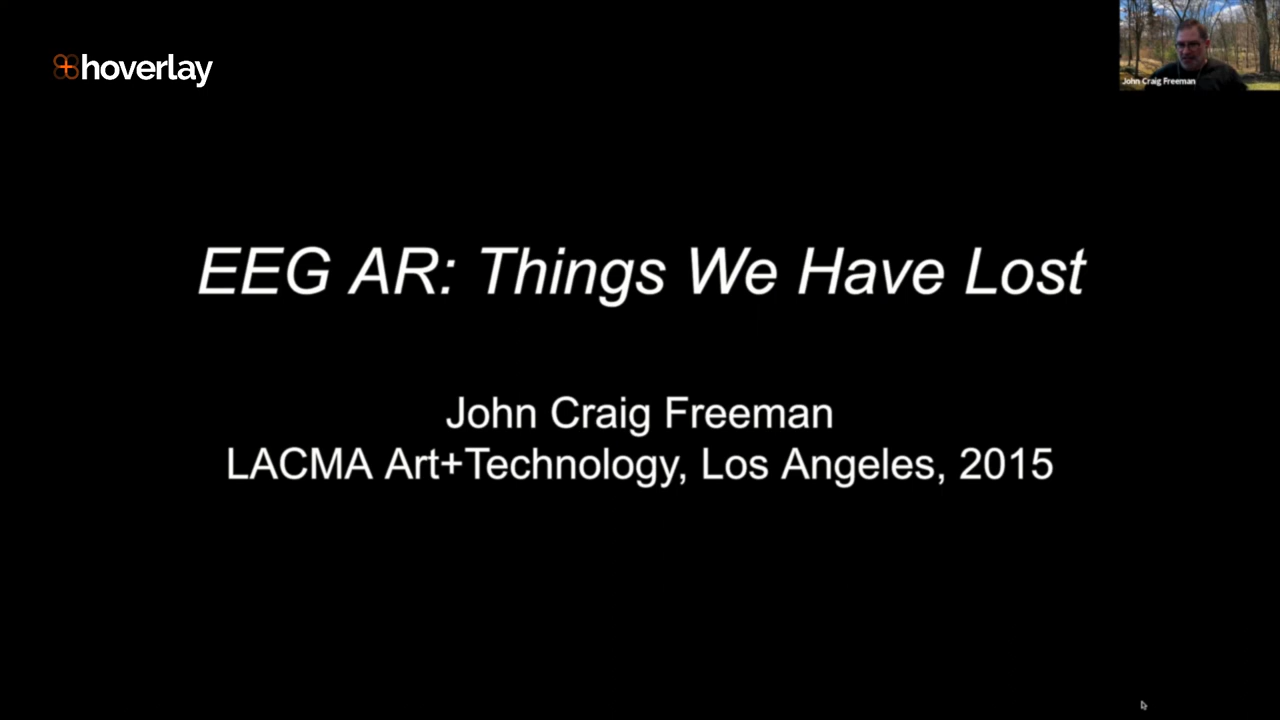 hoverlay
John Craig Freeman
EEG AR: Things We Have Lost
John Craig Freeman
LACMA Art+Technology, Los Angeles, 2015